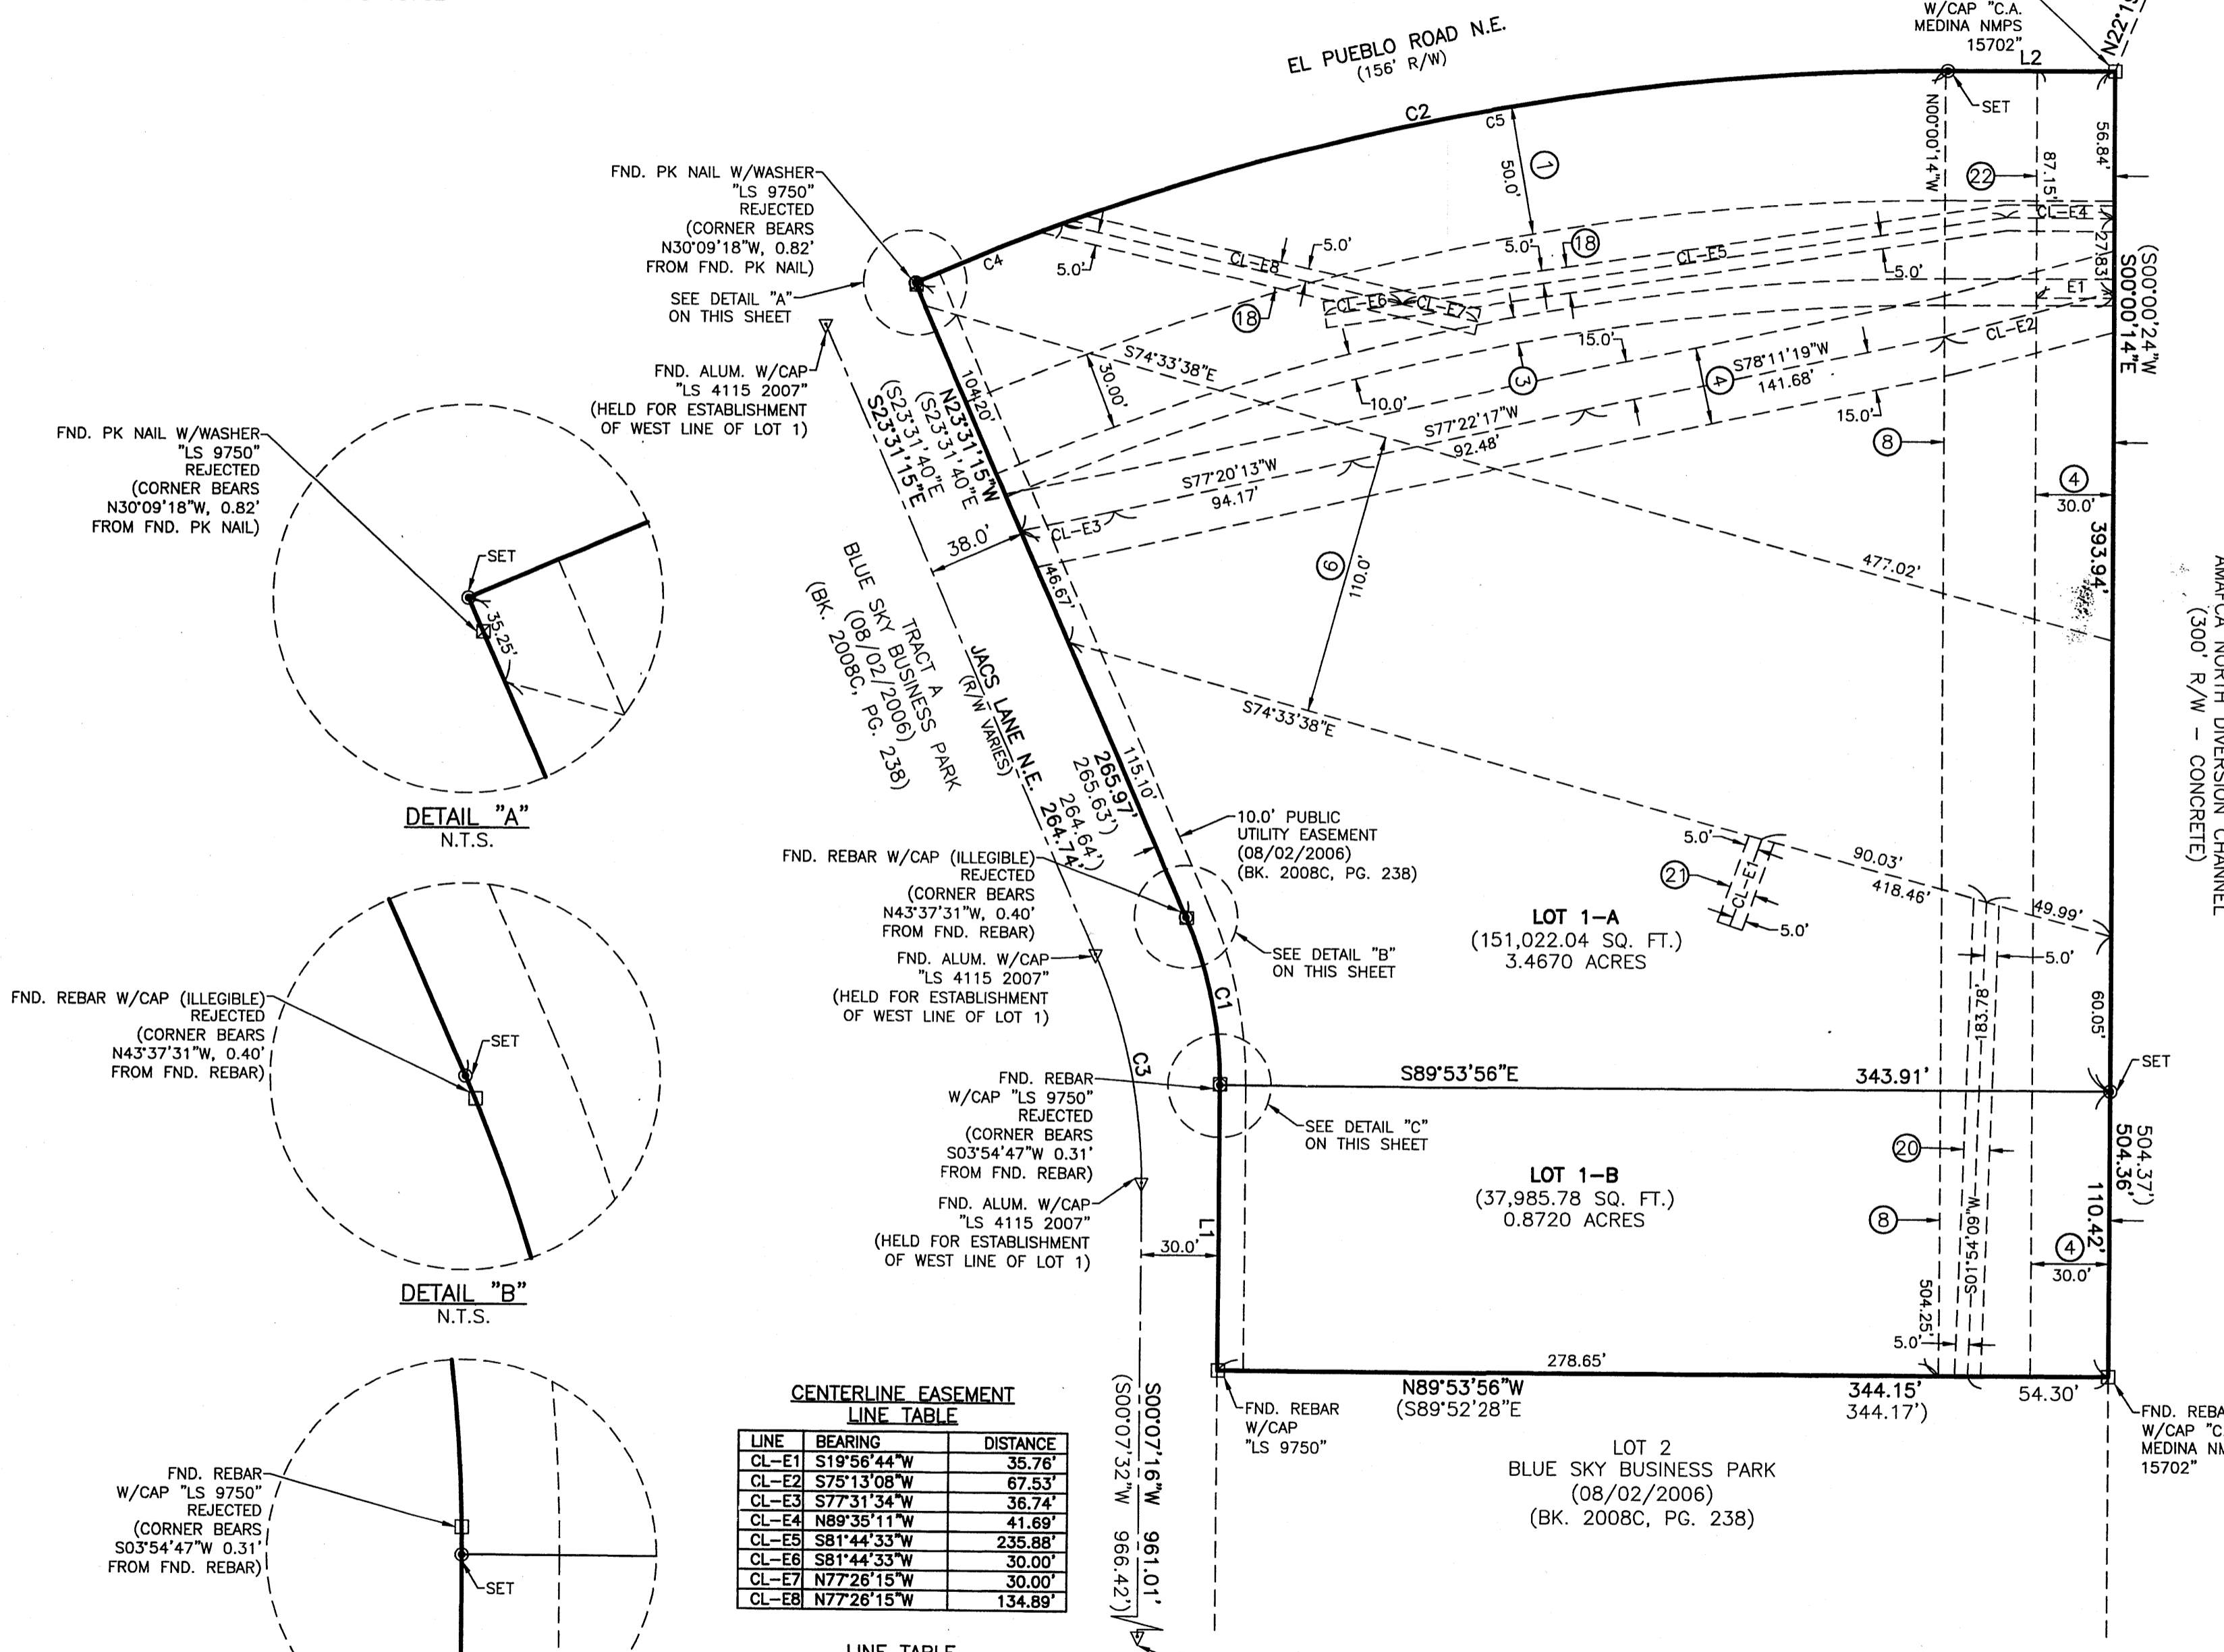 W/CAP "C.A.
MEDINA NMPS
15702"
L2
EL PUEBLO ROAD N.E.
(156' R/W)
C2
C5
SET
N00°00'14"W
22
87.15'
56.84'
1
50.0'
FND. PK NAIL W/WASHER
"LS 9750"
REJECTED
(CORNER BEARS
N30°09'18"W, 0.82'
FROM FND. PK NAIL)
SEE DETAIL "A"
ON THIS SHEET
C4
5.0'
CL-E8
5.0'
5.0'
18
CL-E5
5.0'
CL-E4
27.83'
E1
CL-E2
(S00°00'24"W
S00°00'14"E
18
CL-E6
CL-E7
FND. ALUM. W/CAP
"LS 4115 2007"
(HELD FOR ESTABLISHMENT
OF WEST LINE OF LOT 1)
S74°33'38"E
30.00'
15.0'
3
4
S78°11'19"W
141.68'
10.0'
S77°22'17"W
92.48'
15.0'
8
104.20'
N23°31'15"W
(S23°31'40"E
(S23°31'40"E
S23°31'15"E
S77°20'13"W
94.17'
4
30.0'
393.94'
38.0'
CL-E3
46.67'
9
110.0'
477.02'
AMAFCA NORTH DIVERSION CHANNEL
(300' R/W - CONCRETE)
TRACT A
BLUE SKY BUSINESS PARK
(08/02/2006)
(BK. 2008C, PG. 238)
JACS LANE N.E.
(R/W VARIES)
S74°33'38"E
115.10'
265.97'
265.63')
264.64')
264.74'
10.0' PUBLIC
UTILITY EASEMENT
(08/02/2006)
(BK. 2008C, PG. 238)
FND. REBAR W/CAP (ILLEGIBLE)
REJECTED
(CORNER BEARS
N43°37'31"W, 0.40'
FROM FND. REBAR)
5.0'
21
CL-E1
5.0'
90.03'
418.46'
49.99'
5.0'
SEE DETAIL "B"
ON THIS SHEET
LOT 1-A
(151,022.04 SQ. FT.)
3.4670 ACRES
FND. ALUM. W/CAP
"LS 4115 2007"
(HELD FOR ESTABLISHMENT
OF WEST LINE OF LOT 1)
C1
183.78'
60.05'
C3
S89°53'56"E
343.91'
SET
FND. REBAR
W/CAP "LS 9750"
REJECTED
(CORNER BEARS
S03°54'47"W 0.31'
FROM FND. REBAR)
SEE DETAIL "C"
ON THIS SHEET
20
504.37')
504.36'
LOT 1-B
(37,985.78 SQ. FT.)
0.8720 ACRES
FND. ALUM. W/CAP
"LS 4115 2007"
(HELD FOR ESTABLISHMENT
OF WEST LINE OF LOT 1)
L1
30.0'
8
S01°54'09"W
110.42'
4
30.0'
504.25'
5.0'
278.65'
N89°53'56"W
(S89°52'28"E
344.15'
344.17')
54.30'
FND. REBAR
W/CAP
"LS 9750"
LOT 2
BLUE SKY BUSINESS PARK
(08/02/2006)
(BK. 2008C, PG. 238)
MEDINA
15702"
S00°07'16"W 961.01'
(S00°07'32"W 966.42')
FND. PK NAIL W/WASHER
"LS 9750"
REJECTED
(CORNER BEARS
N30°09'18"W, 0.82'
FROM FND. PK NAIL)
SET
35.25'
DETAIL "A"
N.T.S.
FND. REBAR W/CAP (ILLEGIBLE)
REJECTED
(CORNER BEARS
N43°37'31"W, 0.40'
FROM FND. REBAR)
SET
DETAIL "B"
N.T.S.
FND. REBAR
W/CAP "LS 9750"
REJECTED
(CORNER BEARS
S03°54'47"W 0.31'
FROM FND. REBAR)
SET
CENTERLINE EASEMENT
LINE TABLE
LINE BEARING DISTANCE
CL-E1 S19°56'44"W 35.76'
CL-E2 S75°13'08"W 67.53'
CL-E3 S77°31'34"W 36.74'
CL-E4 N89°35'11"W 41.69'
CL-E5 S81°44'33"W 235.88'
CL-E6 S81°44'33"W 30.00'
CL-E7 N77°26'15"W 30.00'
CL-E8 N77°26'15"W 134.89'
LINE TABLE